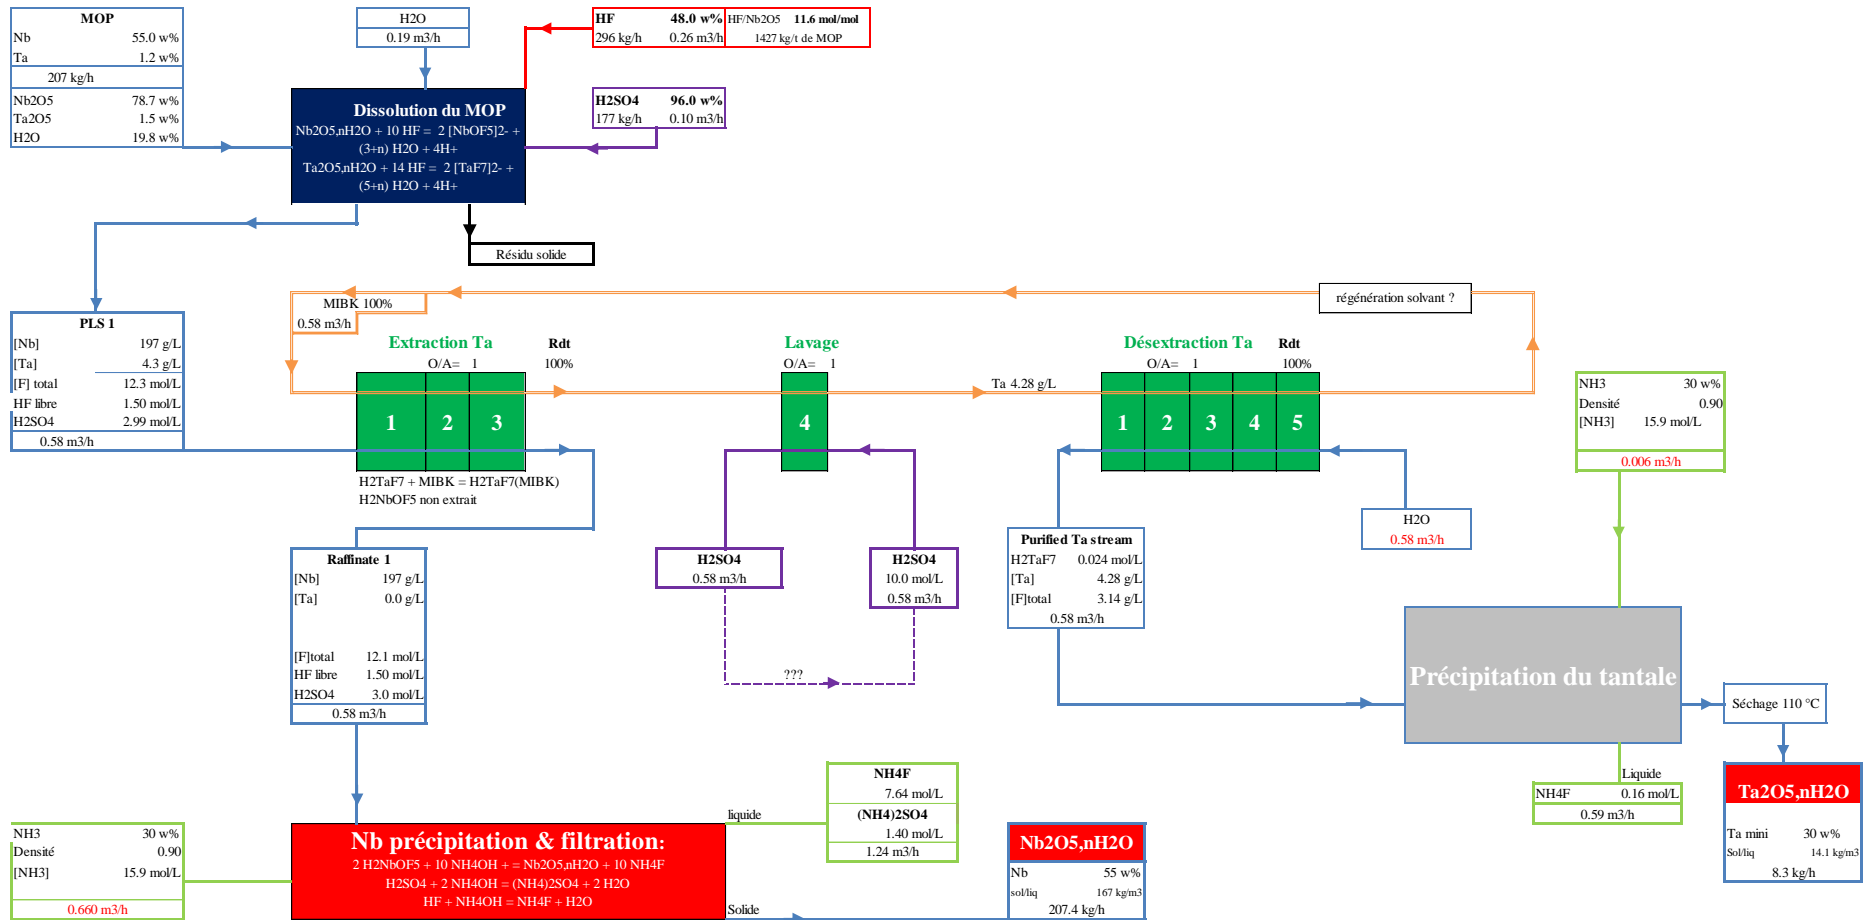 MOP
Nb 55.0 w%
Ta 1.2 w%
207 kg/h
Nb2O5 78.7 w%
Ta2O5 1.5 w%
H2O 19.8 w%
H2O
0.19 m3/h
HF 48.0 w%
296 kg/h 0.26 m3/h
HF/Nb2O5 11.6 mol/mol
1427 kg/t de MOP
H2SO4 96.0 w%
177 kg/h 0.10 m3/h
Dissolution du MOP
Nb2O5,nH2O + 10 HF = 2 [NbOF5]2- +
(3+n) H2O + 4H+
Ta2O5,nH2O + 14 HF = 2 [TaF7]2- +
(5+n) H2O + 4H+
Résidu solide
MIBK 100%
0.58 m3/h
régénération solvant ?
PLS 1
[Nb] 197 g/L
[Ta] 4.3 g/L
[F] total 12.3 mol/L
HF libre 1.50 mol/L
H2SO4 2.99 mol/L
0.58 m3/h
Extraction Ta Rdt
O/A= 1 100%
1 2 3
H2TaF7 + MIBK = H2TaF7(MIBK)
H2NbOF5 non extrait
Lavage
O/A= 1
4
Ta 4.28 g/L
Désextraction Ta Rdt
O/A= 1 100%
1 2 3 4 5
NH3 30 w%
Densité 0.90
[NH3] 15.9 mol/L
0.006 m3/h
H2O
0.58 m3/h
Raffinate 1
[Nb] 197 g/L
[Ta] 0.0 g/L
[F]total 12.1 mol/L
HF libre 1.50 mol/L
H2SO4 3.0 mol/L
0.58 m3/h
H2SO4
0.58 m3/h
H2SO4
10.0 mol/L
0.58 m3/h
???
Purified Ta stream
H2TaF7 0.024 mol/L
[Ta] 4.28 g/L
[F]total 3.14 g/L
0.58 m3/h
Précipitation du tantale
Séchage 110 °C
Liquide
NH4F 0.16 mol/L
0.59 m3/h
Ta2O5,nH2O
Ta mini 30 w%
Sol/liq 14.1 kg/m3
8.3 kg/h
NH3 30 w%
Densité 0.90
[NH3] 15.9 mol/L
0.660 m3/h
Nb précipitation & filtration:
2 H2NbOF5 + 10 NH4OH + = Nb2O5,nH2O + 10 NH4F
H2SO4 + 2 NH4OH = (NH4)2SO4 + 2 H2O
HF + NH4OH = NH4F + H2O
liquide
NH4F
7.64 mol/L
(NH4)2SO4
1.40 mol/L
1.24 m3/h
Solide
Nb2O5,nH2O
Nb 55 w%
sol/liq 167 kg/m3
207.4 kg/h